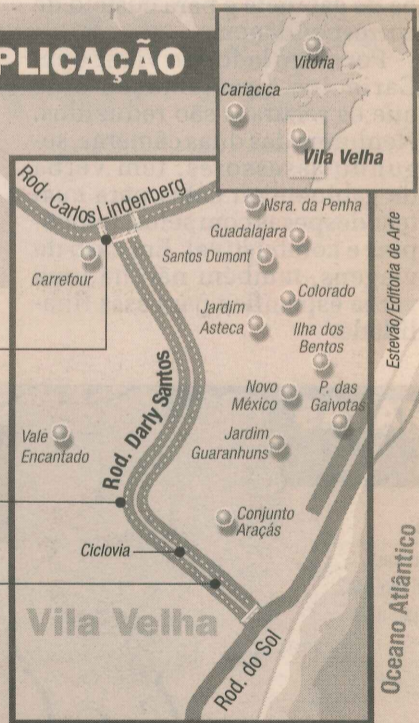 PLICAÇÃO
Vitória
Cariacica
Vila Velha
Rod. Carlos Lindenberg
Nsra. da Penha
Guadalajara
Carrefour
Santos Dumont
Colorado
Jardim
Asteca
Ilha dos
Bentos
Novo
México
P. das
Gaivotas
Rod. Darly Santos
Vale
Encantado
Jardim
Guaranhuns
Conjunto
Araçás
Ciclovia
Vila Velha
Rod. do Sol
Oceano Atlântico
Estevão/Editoria de Arte